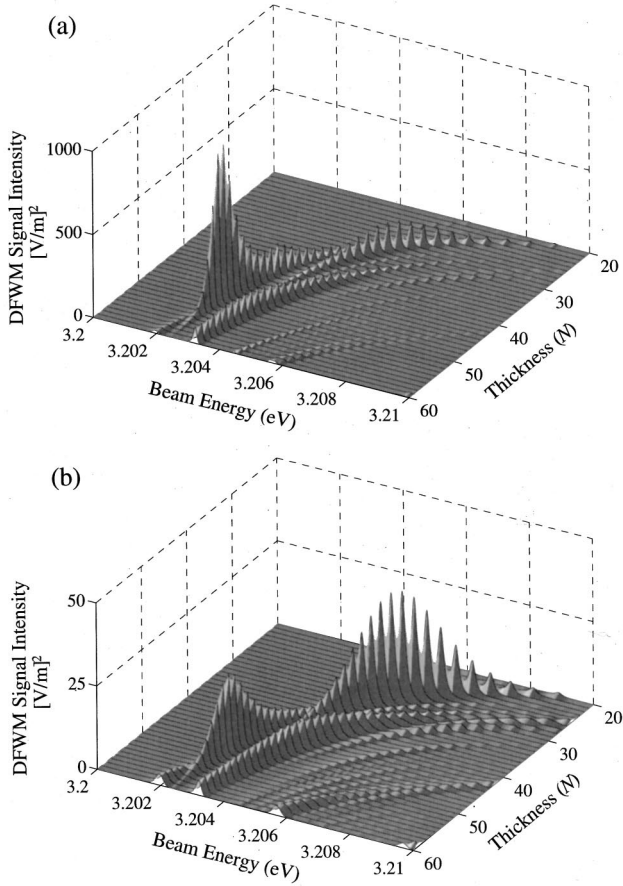 (a)
DFWM Signal Intensity
[V/m]²
1000
500
0
3.2
3.202
3.204
3.206
3.208
3.21
Beam Energy (eV)
20
30
40
50
60
Thickness (N)
(b)
DFWM Signal Intensity
[V/m]²
50
25
0
3.2
3.202
3.204
3.206
3.208
3.21
Beam Energy (eV)
20
30
40
50
60
Thickness (N)